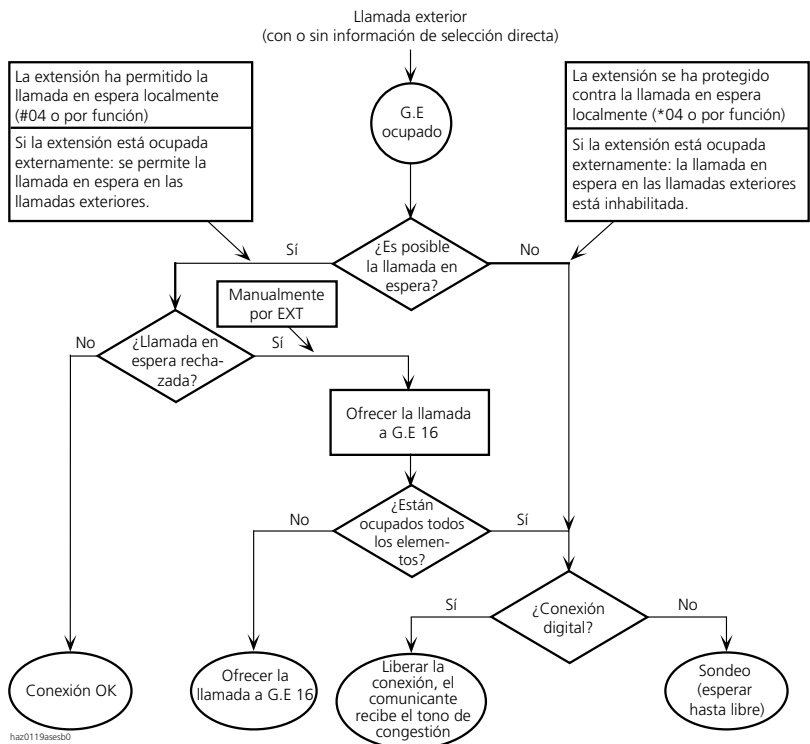 Llamada exterior
(con o sin información de selección directa)
La extensión ha permitido la
llamada en espera localmente
(#04 o por función)
Si la extensión está ocupada
externamente: se permite la
llamada en espera en las
llamadas exteriores.
G.E
ocupado
La extensión se ha protegido
contra la llamada en espera
localmente (*04 o por función)
Si la extensión está ocupada
externamente: la llamada en
espera en las llamadas exteriores
está inhabilitada.
Sí
¿Es posible
la llamada en
espera?
No
Manualmente
por EXT
No
¿Llamada en
espera recha-
zada?
Sí
Ofrecer la llamada
a G.E 16
No
¿Están
ocupados todos
los elemen-
tos?
Sí
Sí
¿Conexión
digital?
No
Conexión OK
Ofrecer la
llamada a G.E 16
Liberar la
conexión, el
comunicante
recibe el tono de
congestión
Sondeo
(esperar
hasta libre)
haz0119asesb0